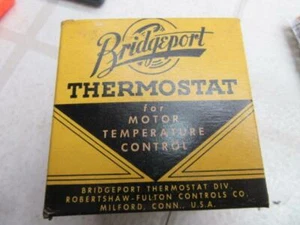 Bridgeport
THERMOSTAT
for
MOTOR
TEMPERATURE
CONTROL
BRIDGEPORT THERMOSTAT DIV.
ROBERTSHAW-FULTON CONTROLS CO.
MILFORD, CONN., U.S.A.